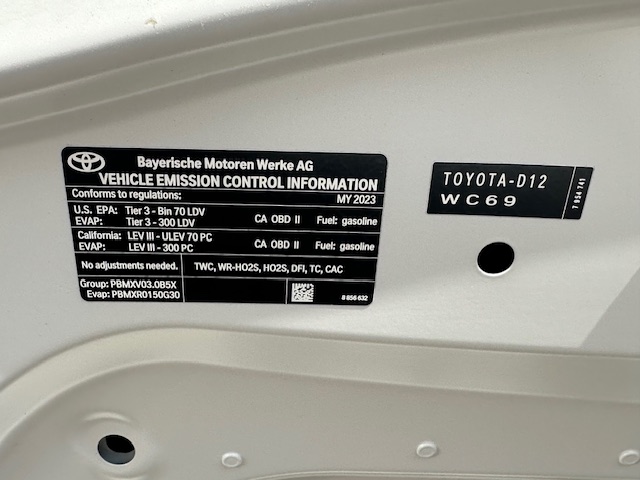 Bayerische Motoren Werke AG
VEHICLE EMISSION CONTROL INFORMATION
Conforms to regulations: MY 2023
U.S. EPA: Tier 3 - Bin 70 LDV CA OBD II Fuel: gasoline
EVAP: Tier 3 - 300 LDV
California: LEV III - ULEV 70 PC CA OBD II Fuel: gasoline
EVAP: LEV III - 300 PC
No adjustments needed. TWC, WR-HO2S, HO2S, DFI, TC, CAC
Group: PBMXV03.0B5X
Evap: PBMXR0150G30
8 856 632
TOYOTA-D12
WC69
7 954 741